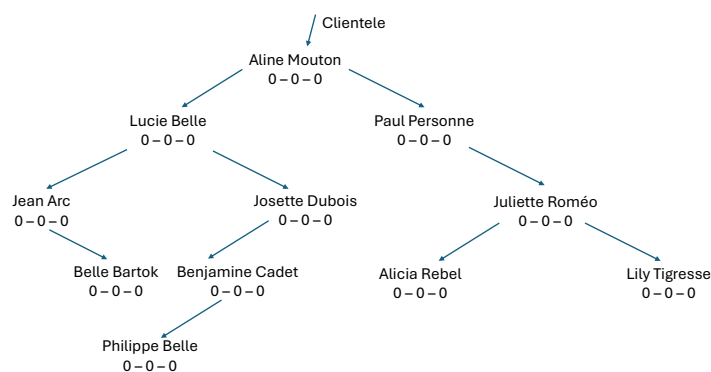 Clientele
Aline Mouton
0 – 0 – 0
Lucie Belle
0 – 0 – 0
Paul Personne
0 – 0 – 0
Jean Arc
0 – 0 – 0
Josette Dubois
0 – 0 – 0
Juliette Roméo
0 – 0 – 0
Belle Bartok
0 – 0 – 0
Benjamine Cadet
0 – 0 – 0
Alicia Rebel
0 – 0 – 0
Lily Tigresse
0 – 0 – 0
Philippe Belle
0 – 0 – 0